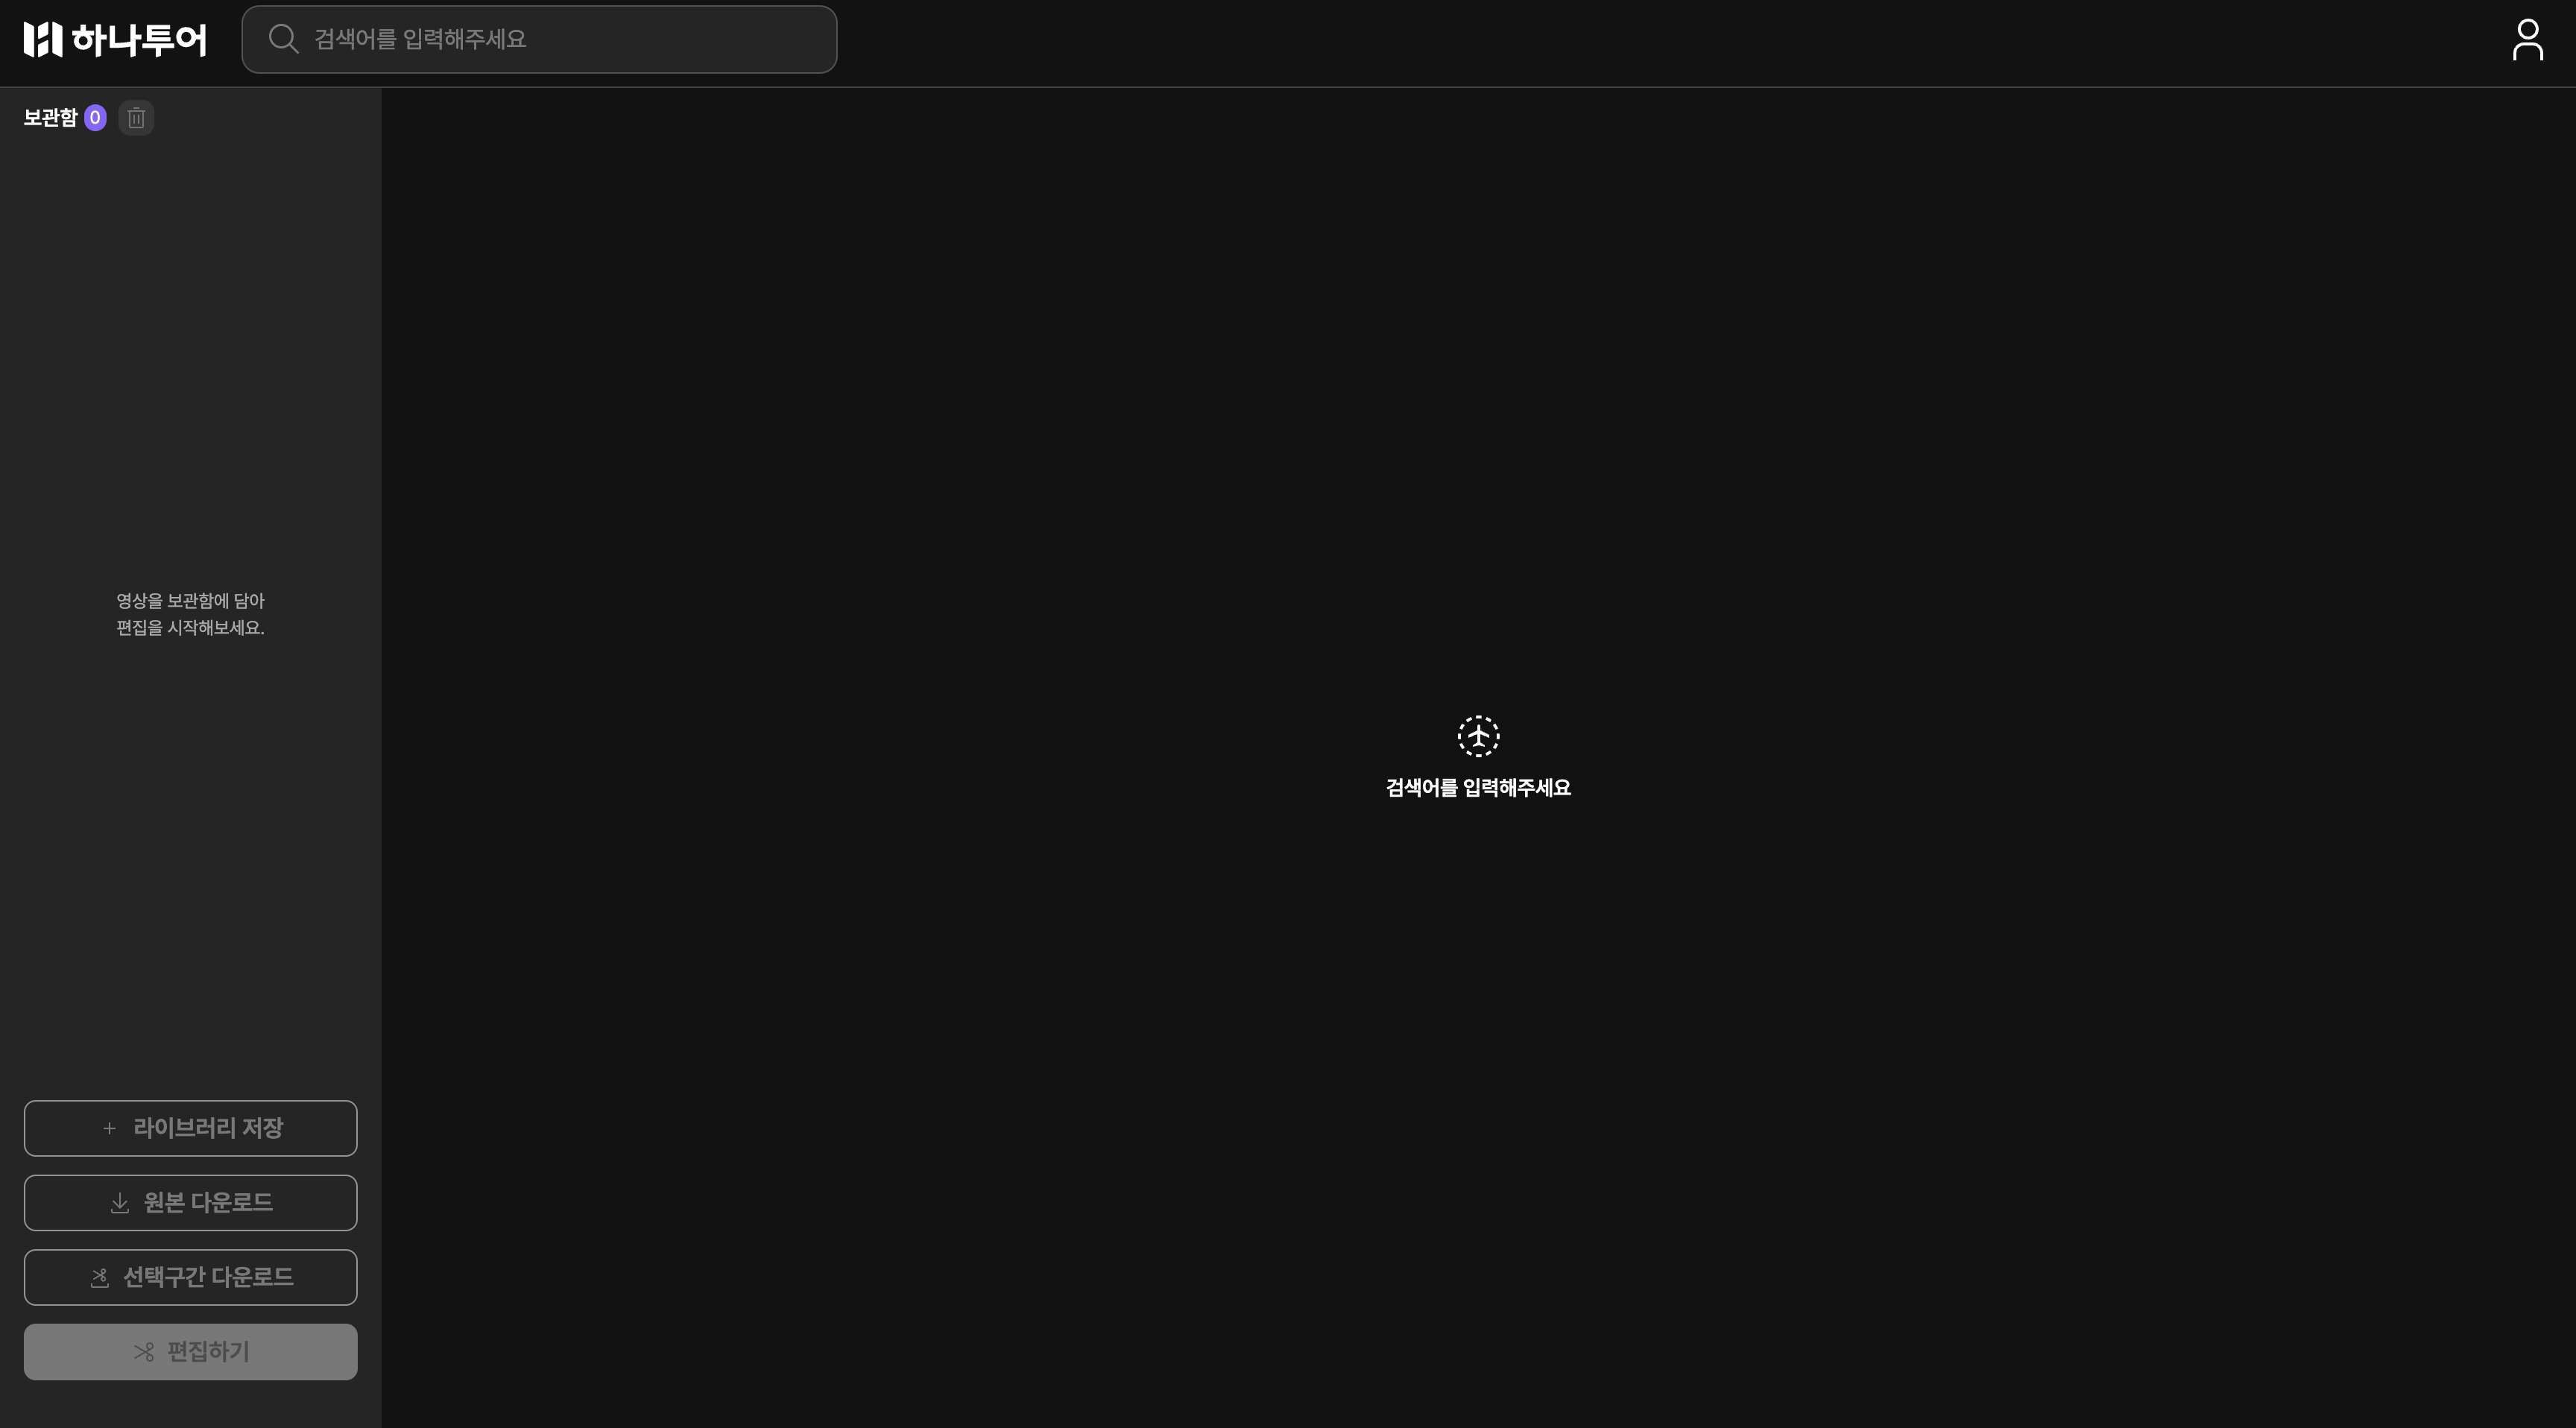 하나투어
검색어를 입력해주세요
보관함 0
영상을 보관함에 담아
편집을 시작해보세요.
검색어를 입력해주세요
라이브러리 저장
원본 다운로드
선택구간 다운로드
편집하기